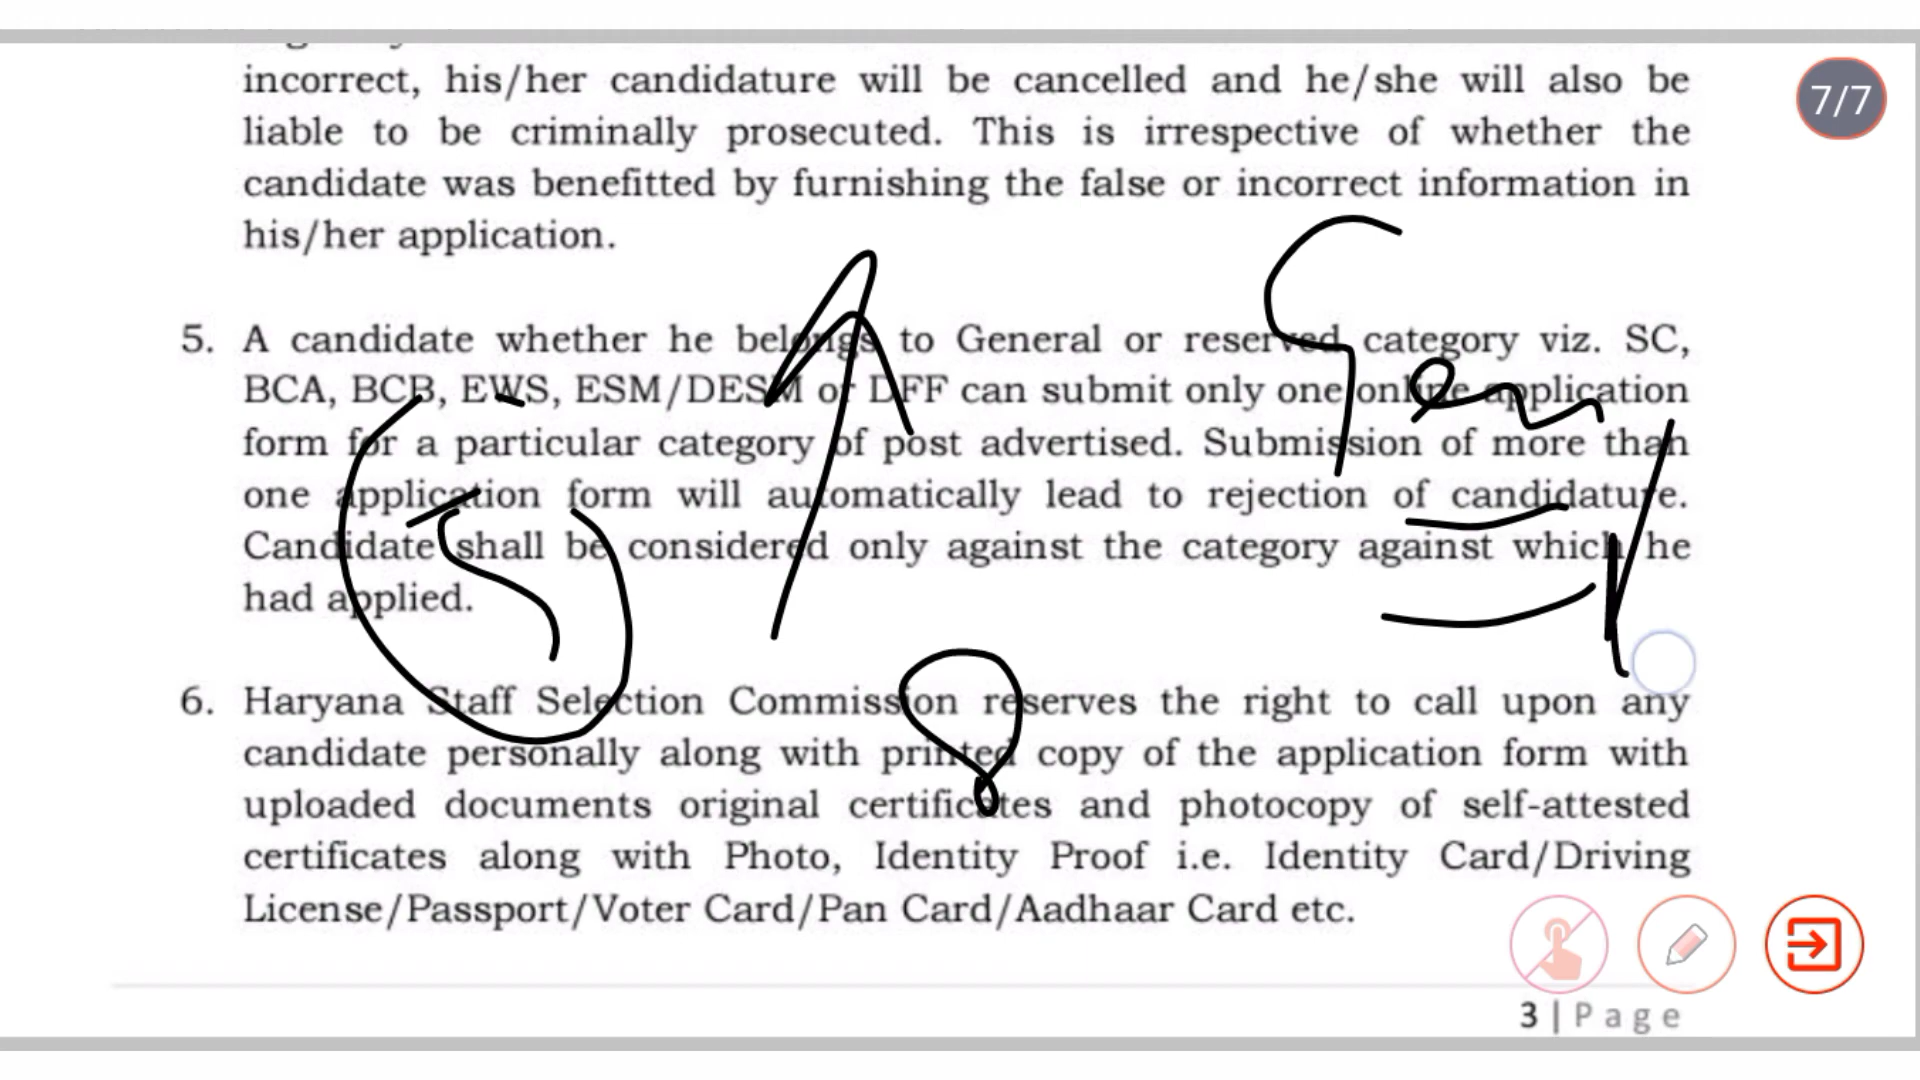 incorrect, his/her candidature will be cancelled and he/she will also be
liable to be criminally prosecuted. This is irrespective of whether the
candidate was benefitted by furnishing the false or incorrect information in
his/her application.
5. A candidate whether he belongs to General or reserved category viz. SC,
BCA, BCB, EWS, ESM/DESM or DFF can submit only one online application
form for a particular category of post advertised. Submission of more than
one application form will automatically lead to rejection of candidature.
Candidate shall be considered only against the category against which he
had applied.
6. Haryana Staff Selection Commission reserves the right to call upon any
candidate personally along with printed copy of the application form with
uploaded documents original certificates and photocopy of self-attested
certificates along with Photo, Identity Proof i.e. Identity Card/Driving
License/Passport/Voter Card/Pan Card/Aadhaar Card etc.
3 | Page
7/7
Gen
5